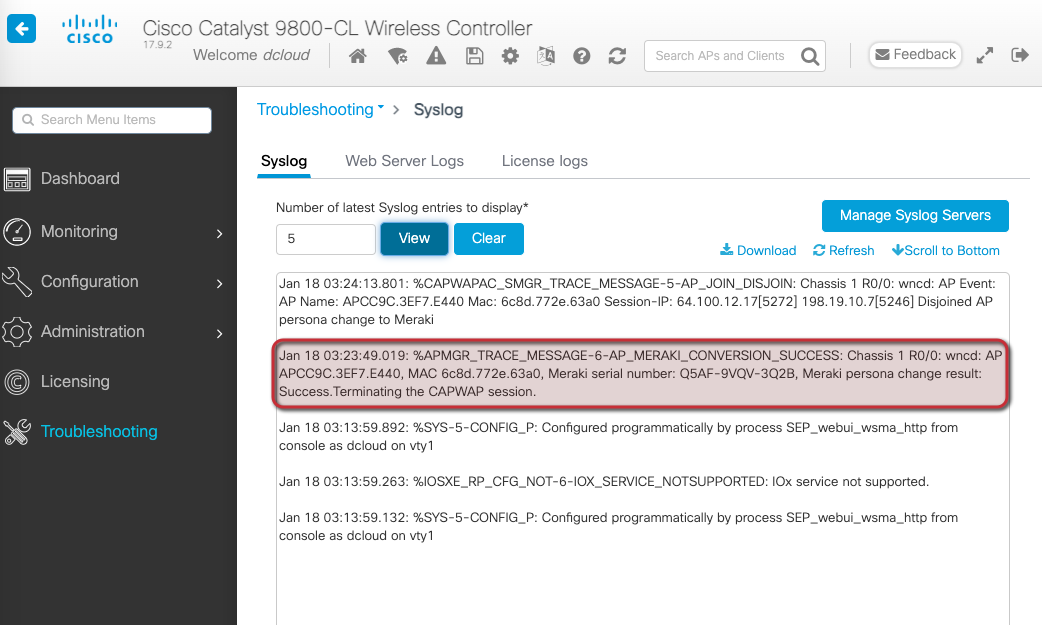 Cisco Catalyst 9800-CL Wireless Controller
CISCO
17.9.2
Welcome dcloud
Search APs and Clients
Feedback
Search Menu Items
Dashboard
Monitoring
Configuration
Administration
Licensing
Troubleshooting
Troubleshooting > Syslog
Syslog
Web Server Logs
License logs
Number of latest Syslog entries to display*
5
View
Clear
Manage Syslog Servers
Download
Refresh
Scroll to Bottom
Jan 18 03:24:13.801: %CAPWAPAC_SMGR_TRACE_MESSAGE-5-AP_JOIN_DISJOIN: Chassis 1 R0/0: wncd: AP Event:
AP Name: APCC9C.3EF7.E440 Mac: 6c8d.772e.63a0 Session-IP: 64.100.12.17[5272] 198.19.10.7[5246] Disjoined AP
persona change to Meraki
Jan 18 03:23:49.019: %APMGR_TRACE_MESSAGE-6-AP_MERAKI_CONVERSION_SUCCESS: Chassis 1 R0/0: wncd: AP
APCC9C.3EF7.E440, MAC 6c8d.772e.63a0, Meraki serial number: Q5AF-9VQV-3Q2B, Meraki persona change result:
Success.Terminating the CAPWAP session.
Jan 18 03:13:59.892: %SYS-5-CONFIG_P: Configured programmatically by process SEP_webui_wsma_http from
console as dcloud on vty1
Jan 18 03:13:59.263: %IOSXE_RP_CFG_NOT-6-IOX_SERVICE_NOTSUPPORTED: IOx service not supported.
Jan 18 03:13:59.132: %SYS-5-CONFIG_P: Configured programmatically by process SEP_webui_wsma_http from
console as dcloud on vty1